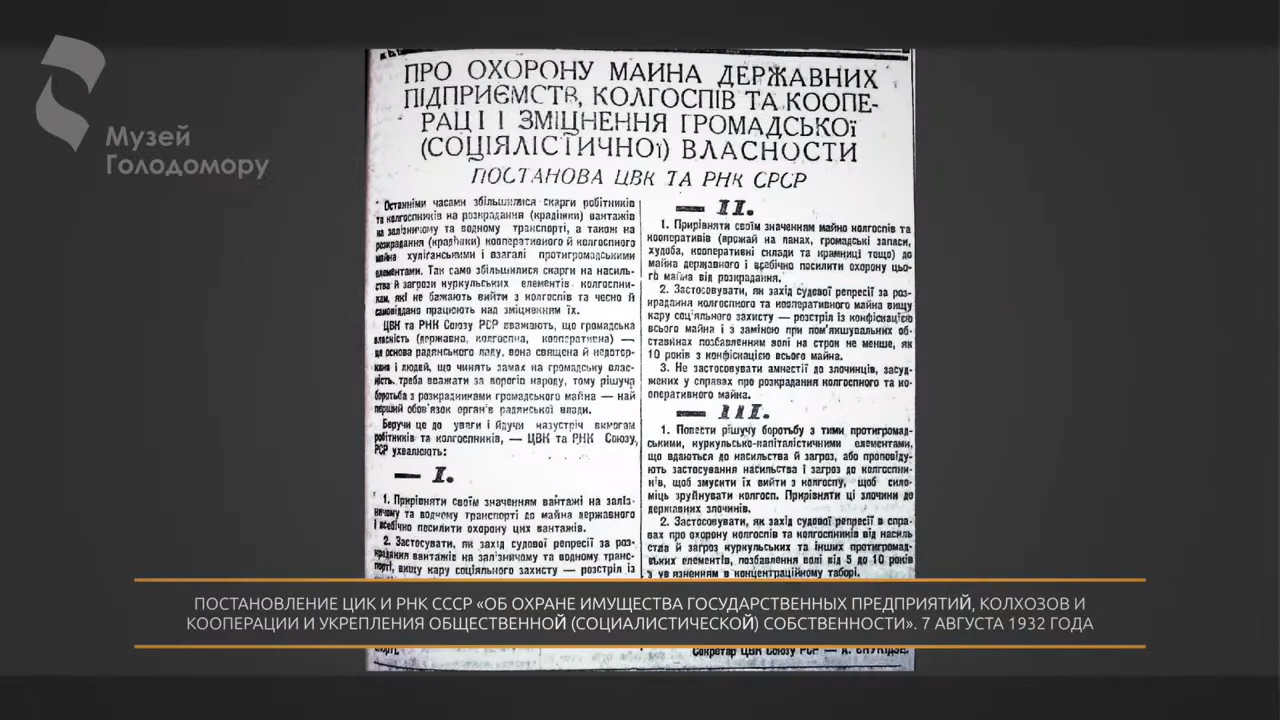 Музей
Голодомору
ПРО ОХОРОНУ МАИНА ДЕРЖАВНИХ
ПІДПРИЄМСТВ, КОЛГОСПІВ ТА КООПЕ-
РАЦІ І ЗМІЦНЕННЯ ГРОМАДСЬКОЇ
(СОЦІЯЛІСТИЧНОЇ) ВЛАСНОСТИ
ПОСТАНОВА ЦВК ТА РНК СРСР
Останніми часами збільшилися скарги робітників
та колгоспників на розкрадання (крадіжки) вантажів
на залізничому та водному транспорті, а також на
розкрадання (крадіжки) кооперативного й колгоспного
майна хуліганськими і взагалі протигромадськими
елементами. Так само збільшилися скарги на насиль-
ства й загрози куркульських елементів колгоспни-
кам, які не бажають вийти з колгоспів та чесно й
самовіддано працюють над зміцненням їх.
ЦВК та РНК Союзу РСР вважають, що громадська
власність (державна, колгоспна, кооперативна) —
це основа радянського ладу, вона священа й недотор-
кана і людей, що чинять замах на громадську влас-
ність, треба вважати за ворогів народу, тому рішуча
боротьба з розкрадниками громадського майна — най
перший обов'язок орган'в радянської влади.
Беручи це до уваги і йдучи назустріч вимогам
робітників та колгоспників, — ЦВК та РНК Союзу
РСР ухвалюють:
— I.
1. Прирівняти своїм значенням вантажі на заліз-
ничому та водному транспорті до майна державного
і всебічно посилити охорону цих вантажів.
2. Застосувати, як захід судової репресії за роз-
крадання вантажів на зал'зничому та водному транс-
порті, вищу кару соціяльного захисту — розстріл із
— II.
1. Прирівняти своїм значенням майно колгоспів та
кооперативів (врожай на ланах, громадські запаси,
худоба, кооперативні склади та крамниці тощо) до
майна державного і всебічно посилити охорону цьо-
го майна від розкрадання.
2. Застосовувати, як захід судової репресії за роз-
крадання колгоспного та кооперативного майна вищу
кару соц'яльного захисту — розстріл із конфіскацією
всього майна і з заміною при пом'якшувальних об-
ставінах позбавленням волі на строк не менше, як
10 років з конфіскацією всього майна.
3. Не застосовувати амнестії до злочинців, засуд-
жених у справах про розкрадання колгоспного та ко-
оперативного майна.
— III.
1. Повести рішучу боротьбу з тими протигромад-
ськими, куркульсько-капіталістичними елементами,
що вдаються до насильства й загроз, або проповіду-
ють застосування насильства і загроз до колгоспни-
нів, щоб змусити їх вийти з колгоспу, щоб сило-
міць зруйнувати колгосп. Прирівняти ці злочини до
державних злочинів.
2. Застосовувати, як захід судової репресії в спра-
вах про охорону колгоспів та колгоспників від насиль
ства й загроз куркульських та інших протигромад-
ських елементів, позбавлення волі від 5 до 10 років
з ув язненням в концентраційному таборі.
ПОСТАНОВЛЕНИЕ ЦИК И РНК СССР «ОБ ОХРАНЕ ИМУЩЕСТВА ГОСУДАРСТВЕННЫХ ПРЕДПРИЯТИЙ, КОЛХОЗОВ И
КООПЕРАЦИИ И УКРЕПЛЕНИЯ ОБЩЕСТВЕННОЙ (СОЦИАЛИСТИЧЕСКОЙ) СОБСТВЕННОСТИ». 7 АВГУСТА 1932 ГОДА
Секретар ЦВК Союзу РСР — А. ЄНУКІДЗЕ.